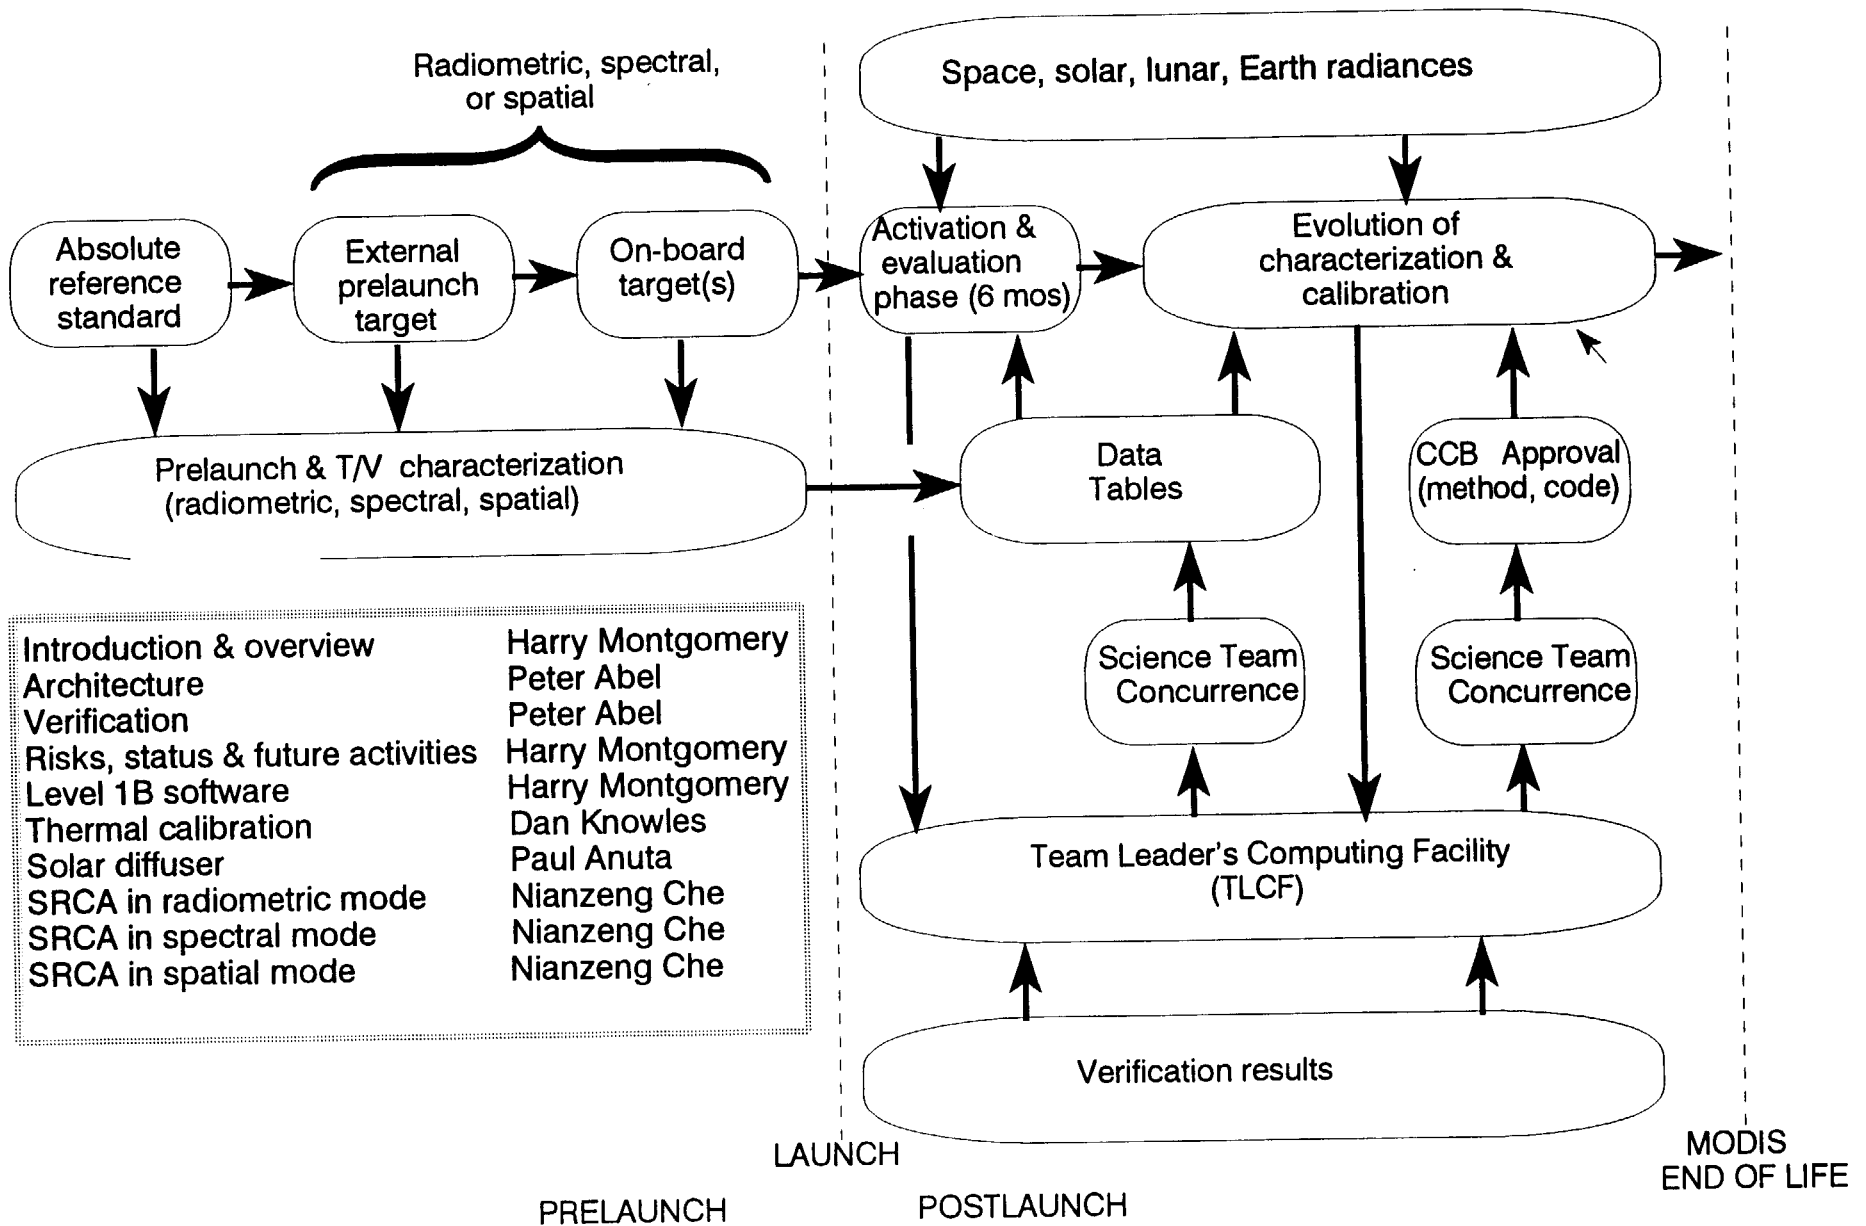 Radiometric, spectral,
or spatial
Space, solar, lunar, Earth radiances
Absolute
reference
standard
External
prelaunch
target
On-board
target(s)
Activation &
evaluation
phase (6 mos)
Evolution of
characterization &
calibration
Prelaunch & T/V characterization
(radiometric, spectral, spatial)
Data
Tables
CCB Approval
(method, code)
Science Team
Concurrence
Science Team
Concurrence
Introduction & overview Harry Montgomery
Architecture Peter Abel
Verification Peter Abel
Risks, status & future activities Harry Montgomery
Level 1B software Harry Montgomery
Thermal calibration Dan Knowles
Solar diffuser Paul Anuta
SRCA in radiometric mode Nianzeng Che
SRCA in spectral mode Nianzeng Che
SRCA in spatial mode Nianzeng Che
Team Leader's Computing Facility
(TLCF)
Verification results
LAUNCH
MODIS
END OF LIFE
PRELAUNCH
POSTLAUNCH